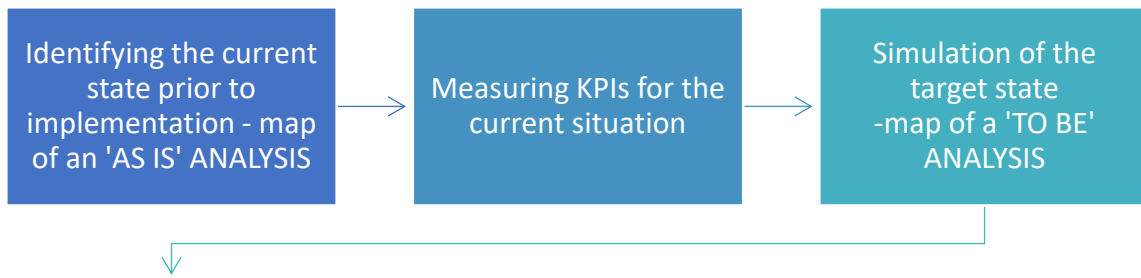 Identifying the current
state prior to
implementation - map
of an 'AS IS' ANALYSIS
Measuring KPIs for the
current situation
Simulation of the
target state
-map of a 'TO BE'
ANALYSIS